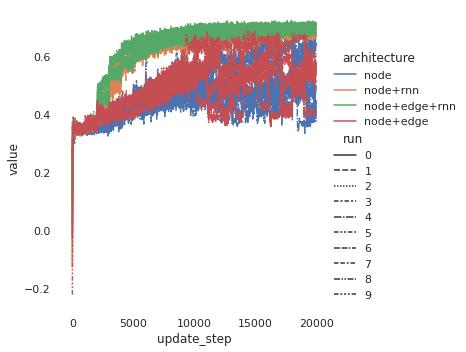 0.6
0.4
0.2
0.0
−0.2
value
0
5000
10000
15000
20000
update_step
architecture
node
node+rnn
node+edge+rnn
node+edge
run
0
1
2
3
4
5
6
7
8
9